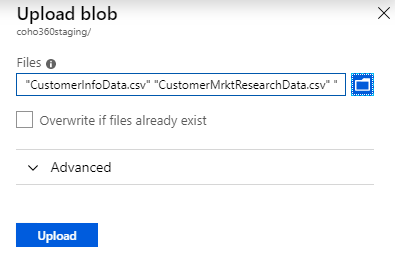 Upload blob
coho360staging/
Files
"CustomerInfoData.csv" "CustomerMrktResearchData.csv" "
Overwrite if files already exist
Advanced
Upload